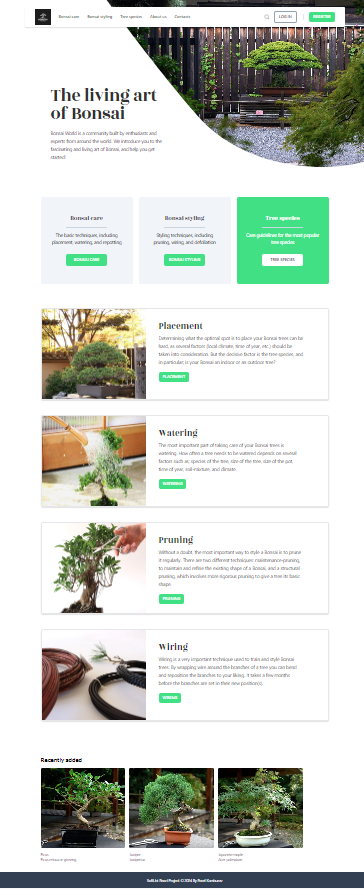 Bonsai care Bonsai styling Tree species About us Contacts LOG IN REGISTER
The living art
of Bonsai
Bonsai World is a community built by enthusiasts and
experts from around the world. We introduce you to the
fascinating and living art of Bonsai, and help you get
started!
Bonsai care
The basic techniques, including
placement, watering, and repotting
BONSAI CARE
Bonsai styling
Styling techniques, including
pruning, wiring, and defoliation
BONSAI STYLING
Tree species
Care guidelines for the most popular
tree species
TREE SPECIES
Placement
Determining what the optimal spot is to place your Bonsai trees can be
hard, as several factors (local climate, time of year, etc.) should be
taken into consideration. But the decisive factor is the tree species, and
in particular, is your Bonsai an indoor or an outdoor tree?
PLACEMENT
Watering
The most important part of taking care of your Bonsai trees is
watering. How often a tree needs to be watered depends on several
factors such as; species of the tree, size of the tree, size of the pot,
time of year, soil-mixture, and climate.
WATERING
Pruning
Without a doubt, the most important way to style a Bonsai is to prune
it regularly. There are two different techniques: maintenance-pruning,
to maintain and refine the existing shape of a Bonsai, and a structural
pruning, which involves more rigorous pruning to give a tree its basic
shape.
PRUNING
Wiring
Wiring is a very important technique used to train and style Bonsai
trees. By wrapping wire around the branches of a tree you can bend
and reposition the branches to your liking. It takes a few months
before the branches are set in their new position(s).
WIRING
Recently added
Ficus
Juniper
Juniperus
Japanese maple
Acer palmatum
SoftUni React Project © 2024 By